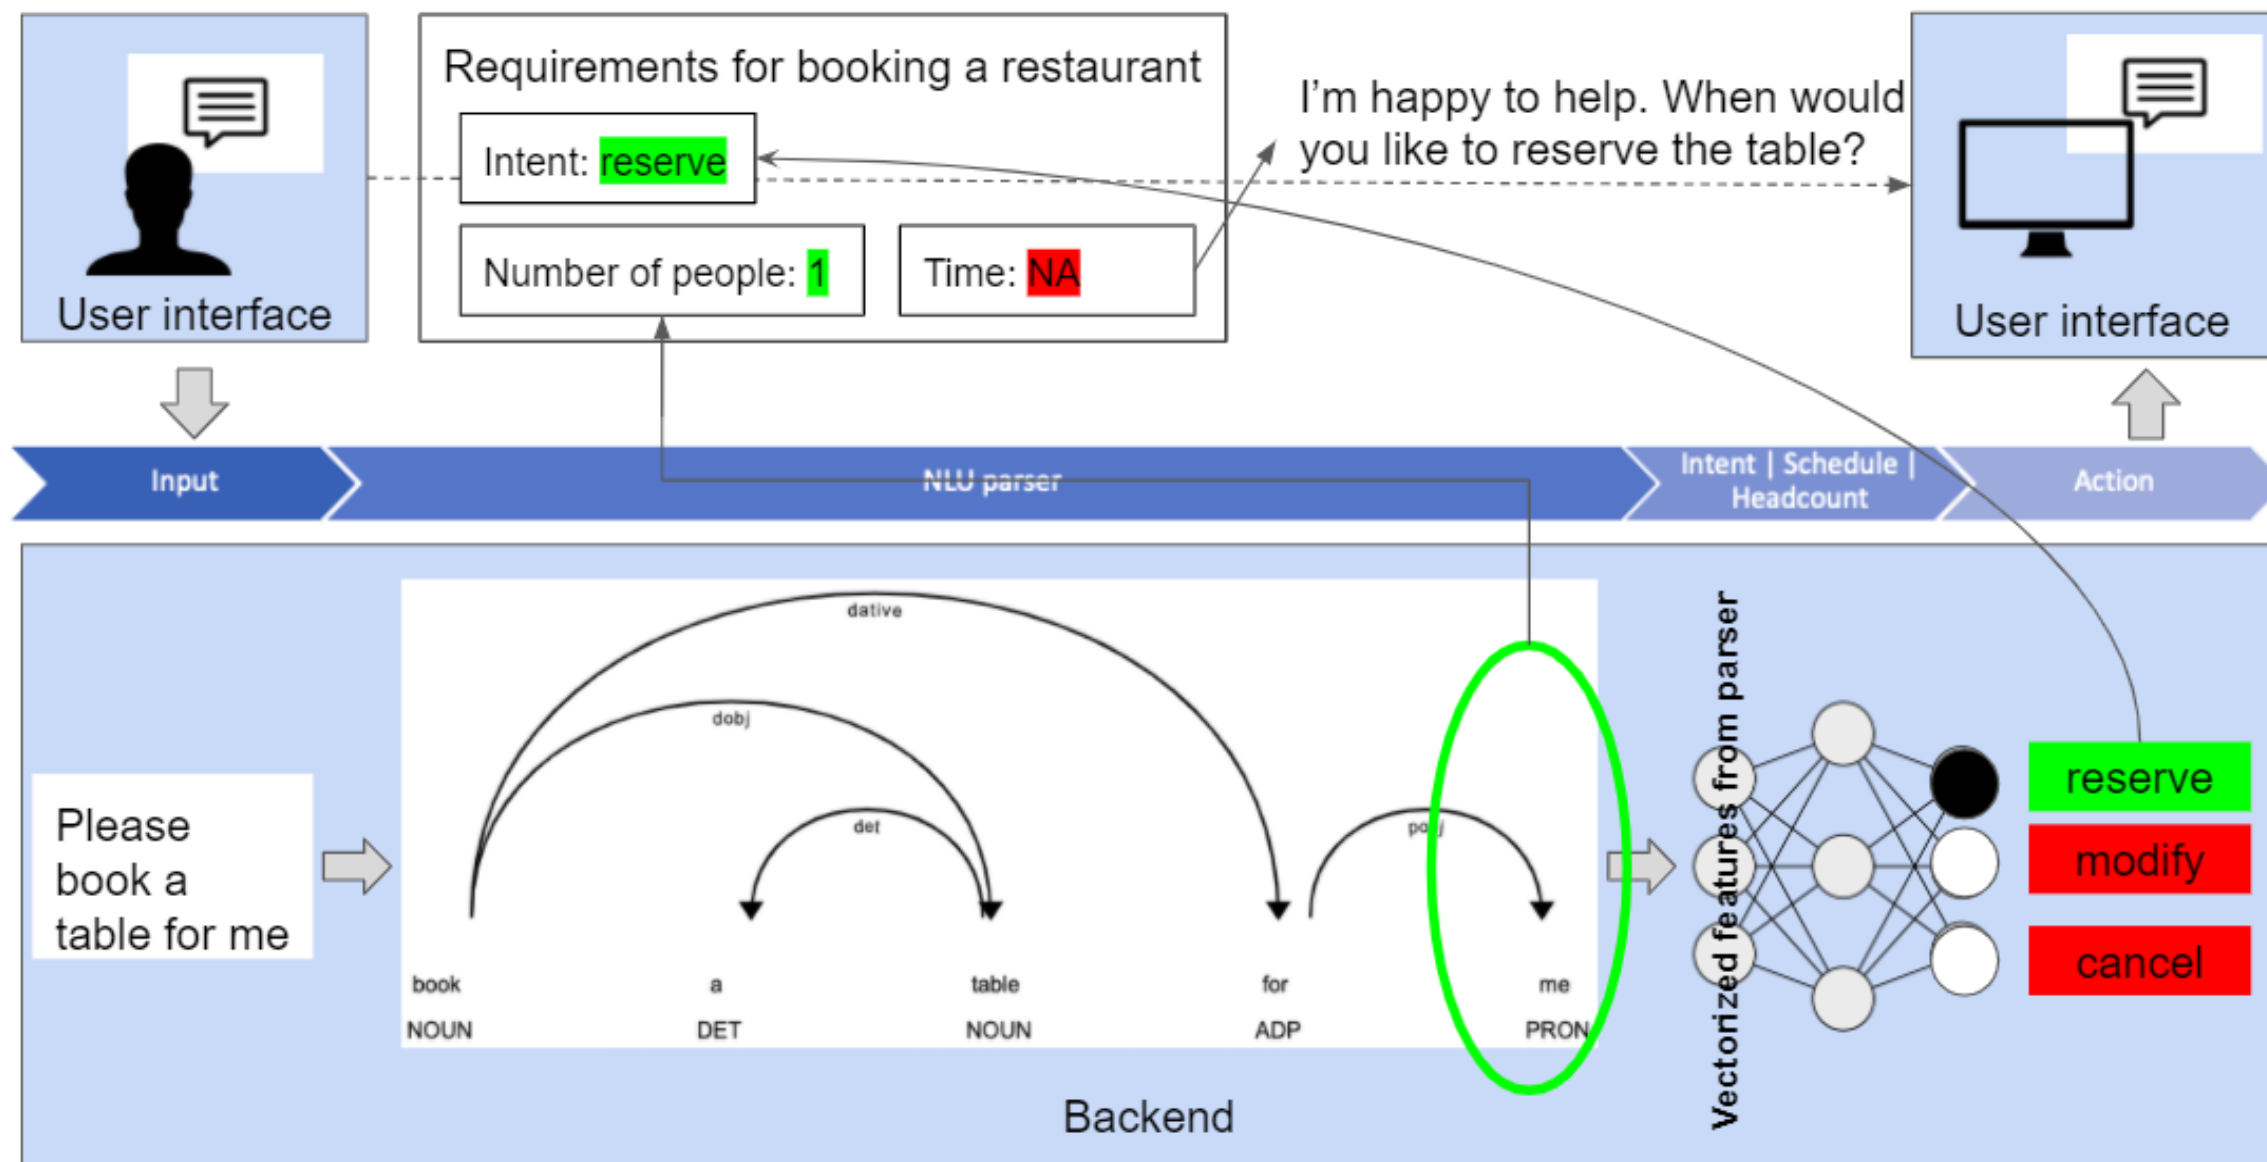 Requirements for booking a restaurant
Intent: reserve
Number of people: 1
Time: NA
I'm happy to help. When would
you like to reserve the table?
User interface
User interface
Input
NLU parser
Intent | Schedule |
Headcount
Action
dative
dobj
det
pobj
Please
book a
table for me
book
a
table
for
me
NOUN
DET
NOUN
ADP
PRON
Vectorized features from parser
reserve
modify
cancel
Backend